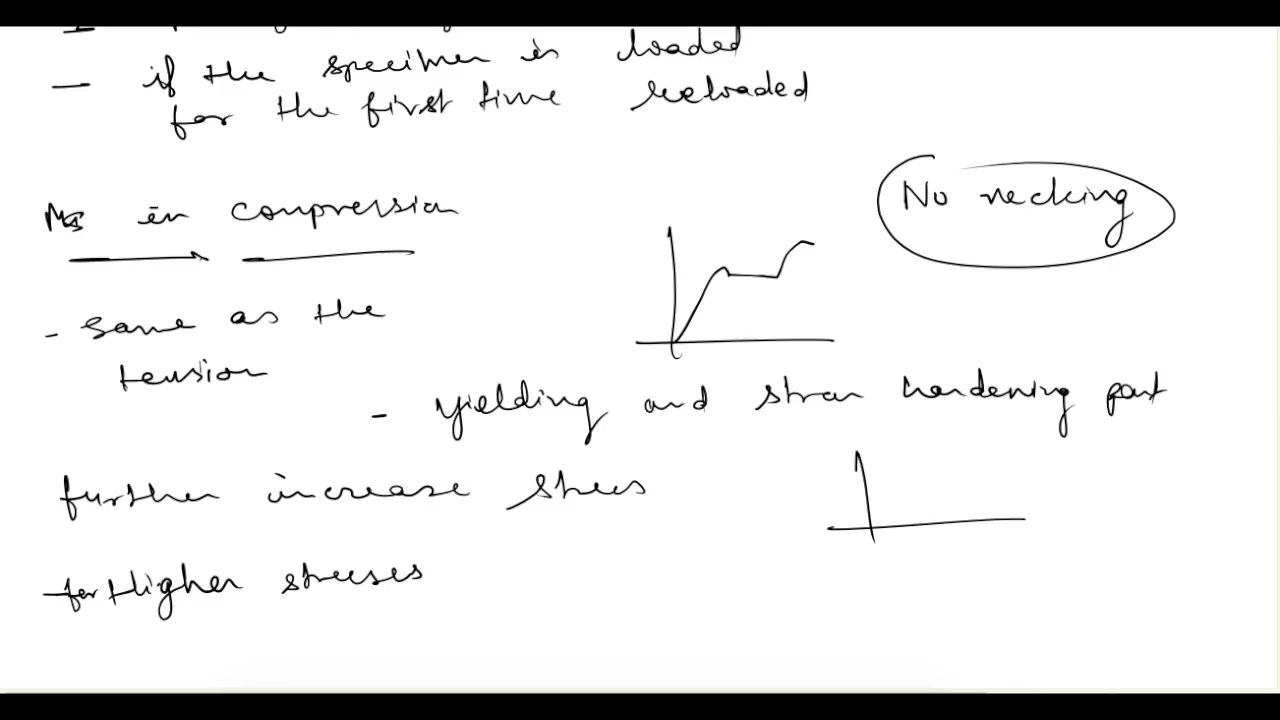 — if the specimen is loaded
for the first time reloaded
No necking
MS in compression
- Same as the
tension
- yielding and stran hardening part
further increase stress
for Higher stresses